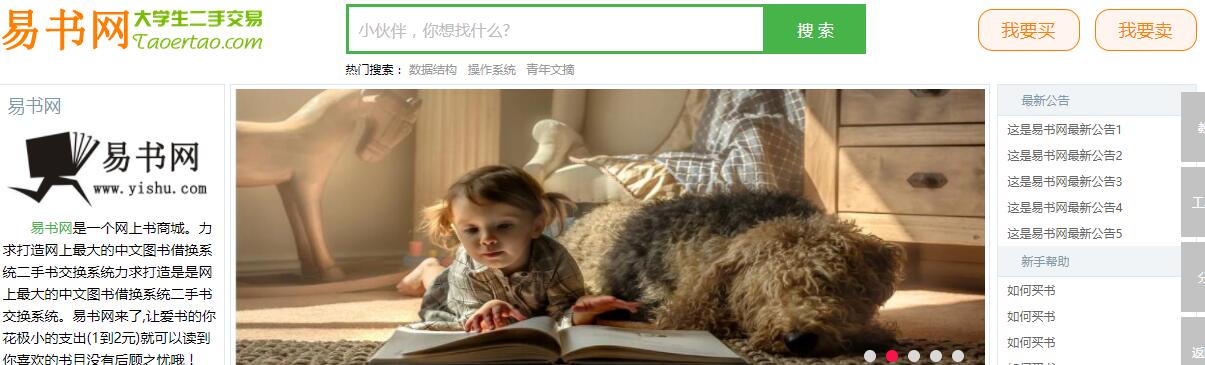 易书网
大学生二手交易
Taoertao.com
小伙伴，你想找什么?
搜 索
我要买
我要卖
热门搜索： 数据结构 操作系统 青年文摘
易书网
易书网
www.yishu.com
易书网是一个网上书商城。力
求打造网上最大的中文图书借换系
统二手书交换系统力求打造是是网
上最大的中文图书借换系统二手书
交换系统。易书网来了,让爱书的你
花极小的支出(1到2元)就可以读到
你喜欢的书目没有后顾之忧哦！
最新公告
这是易书网最新公告1
这是易书网最新公告2
这是易书网最新公告3
这是易书网最新公告4
这是易书网最新公告5
新手帮助
如何买书
如何买书
如何买书
工
返